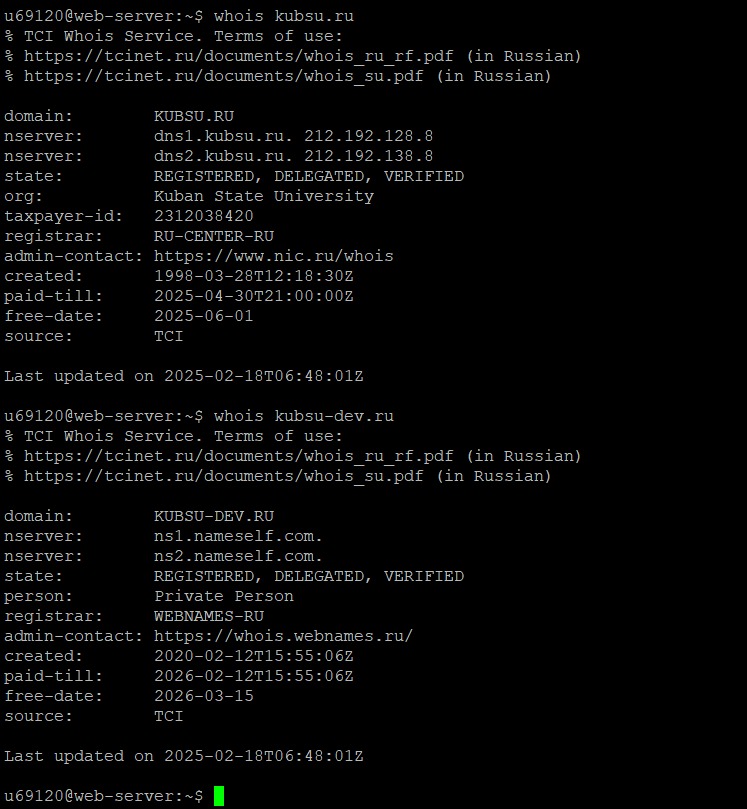 u69120@web-server:~$ whois kubsu.ru
% TCI Whois Service. Terms of use:
% https://tcinet.ru/documents/whois_ru_rf.pdf (in Russian)
% https://tcinet.ru/documents/whois_su.pdf (in Russian)

domain:        KUBSU.RU
nserver:       dns1.kubsu.ru. 212.192.128.8
nserver:       dns2.kubsu.ru. 212.192.138.8
state:         REGISTERED, DELEGATED, VERIFIED
org:           Kuban State University
taxpayer-id:   2312038420
registrar:     RU-CENTER-RU
admin-contact: https://www.nic.ru/whois
created:       1998-03-28T12:18:30Z
paid-till:     2025-04-30T21:00:00Z
free-date:     2025-06-01
source:        TCI

Last updated on 2025-02-18T06:48:01Z

u69120@web-server:~$ whois kubsu-dev.ru
% TCI Whois Service. Terms of use:
% https://tcinet.ru/documents/whois_ru_rf.pdf (in Russian)
% https://tcinet.ru/documents/whois_su.pdf (in Russian)

domain:        KUBSU-DEV.RU
nserver:       ns1.nameself.com.
nserver:       ns2.nameself.com.
state:         REGISTERED, DELEGATED, VERIFIED
person:        Private Person
registrar:     WEBNAMES-RU
admin-contact: https://whois.webnames.ru/
created:       2020-02-12T15:55:06Z
paid-till:     2026-02-12T15:55:06Z
free-date:     2026-03-15
source:        TCI

Last updated on 2025-02-18T06:48:01Z

u69120@web-server:~$